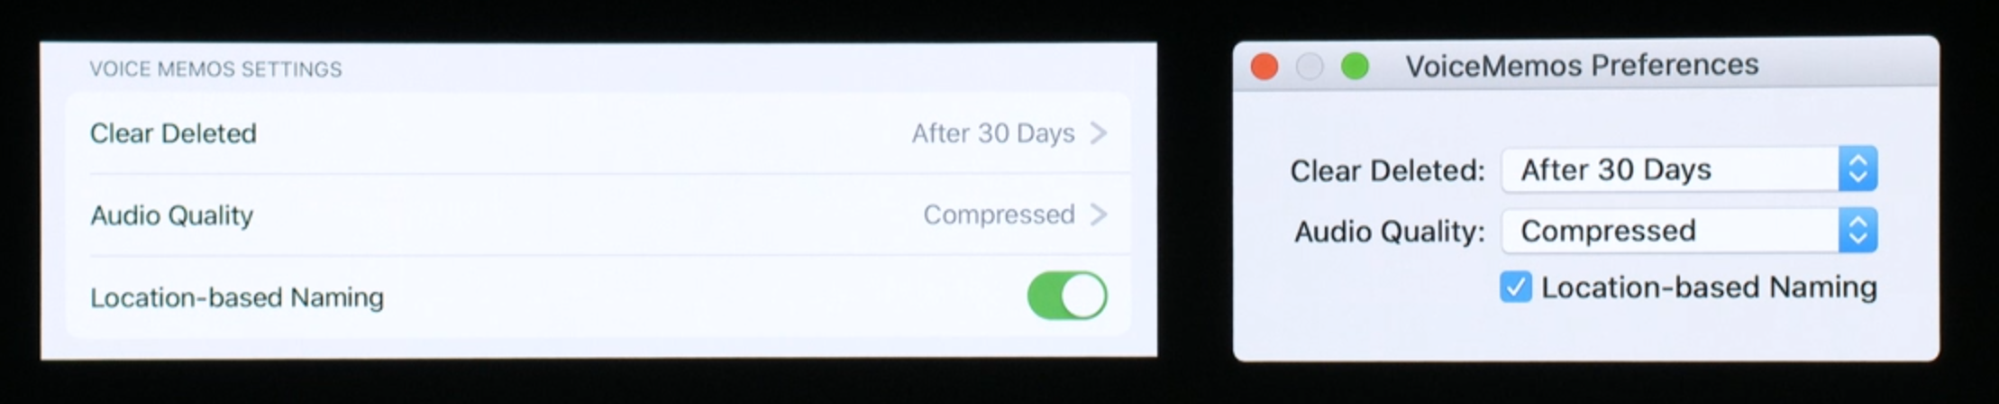 VOICE MEMOS SETTINGS
Clear Deleted After 30 Days
Audio Quality Compressed
Location-based Naming
VoiceMemos Preferences
Clear Deleted: After 30 Days
Audio Quality: Compressed
Location-based Naming